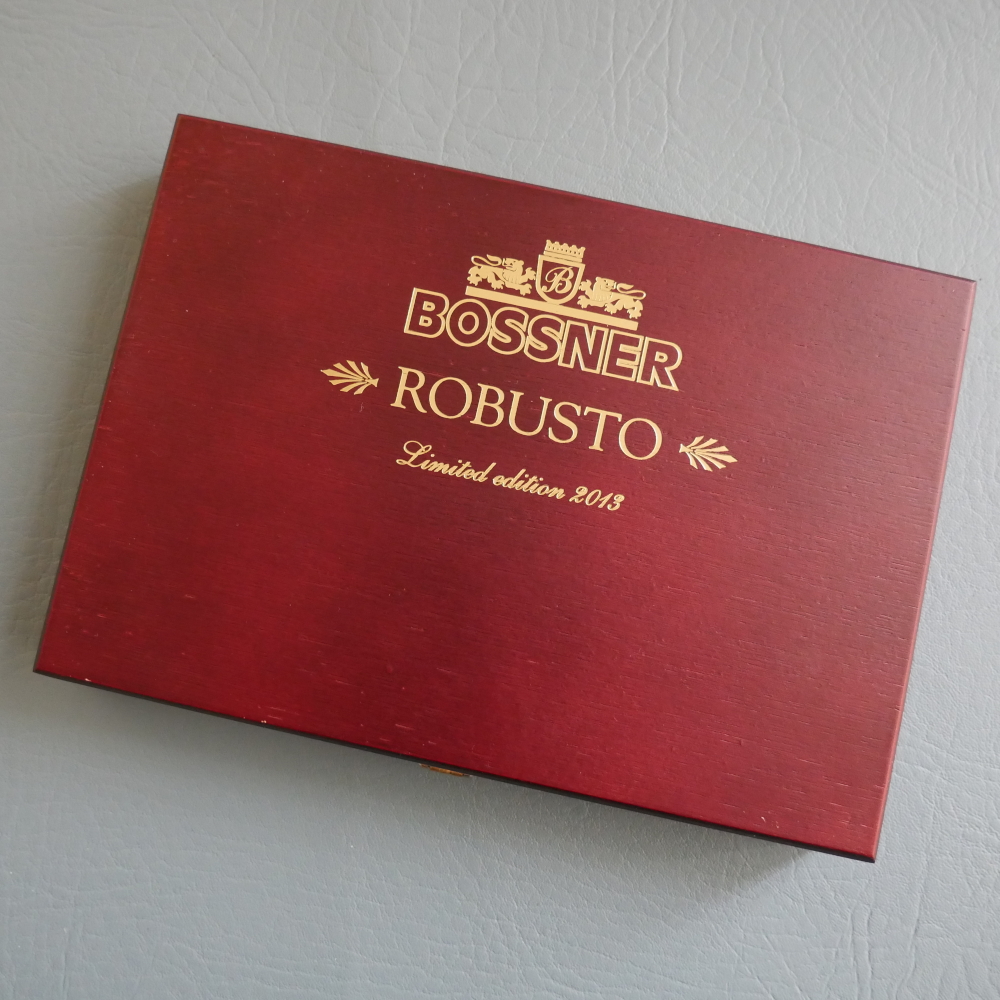 B
BOSSNER
ROBUSTO
Limited edition 2013